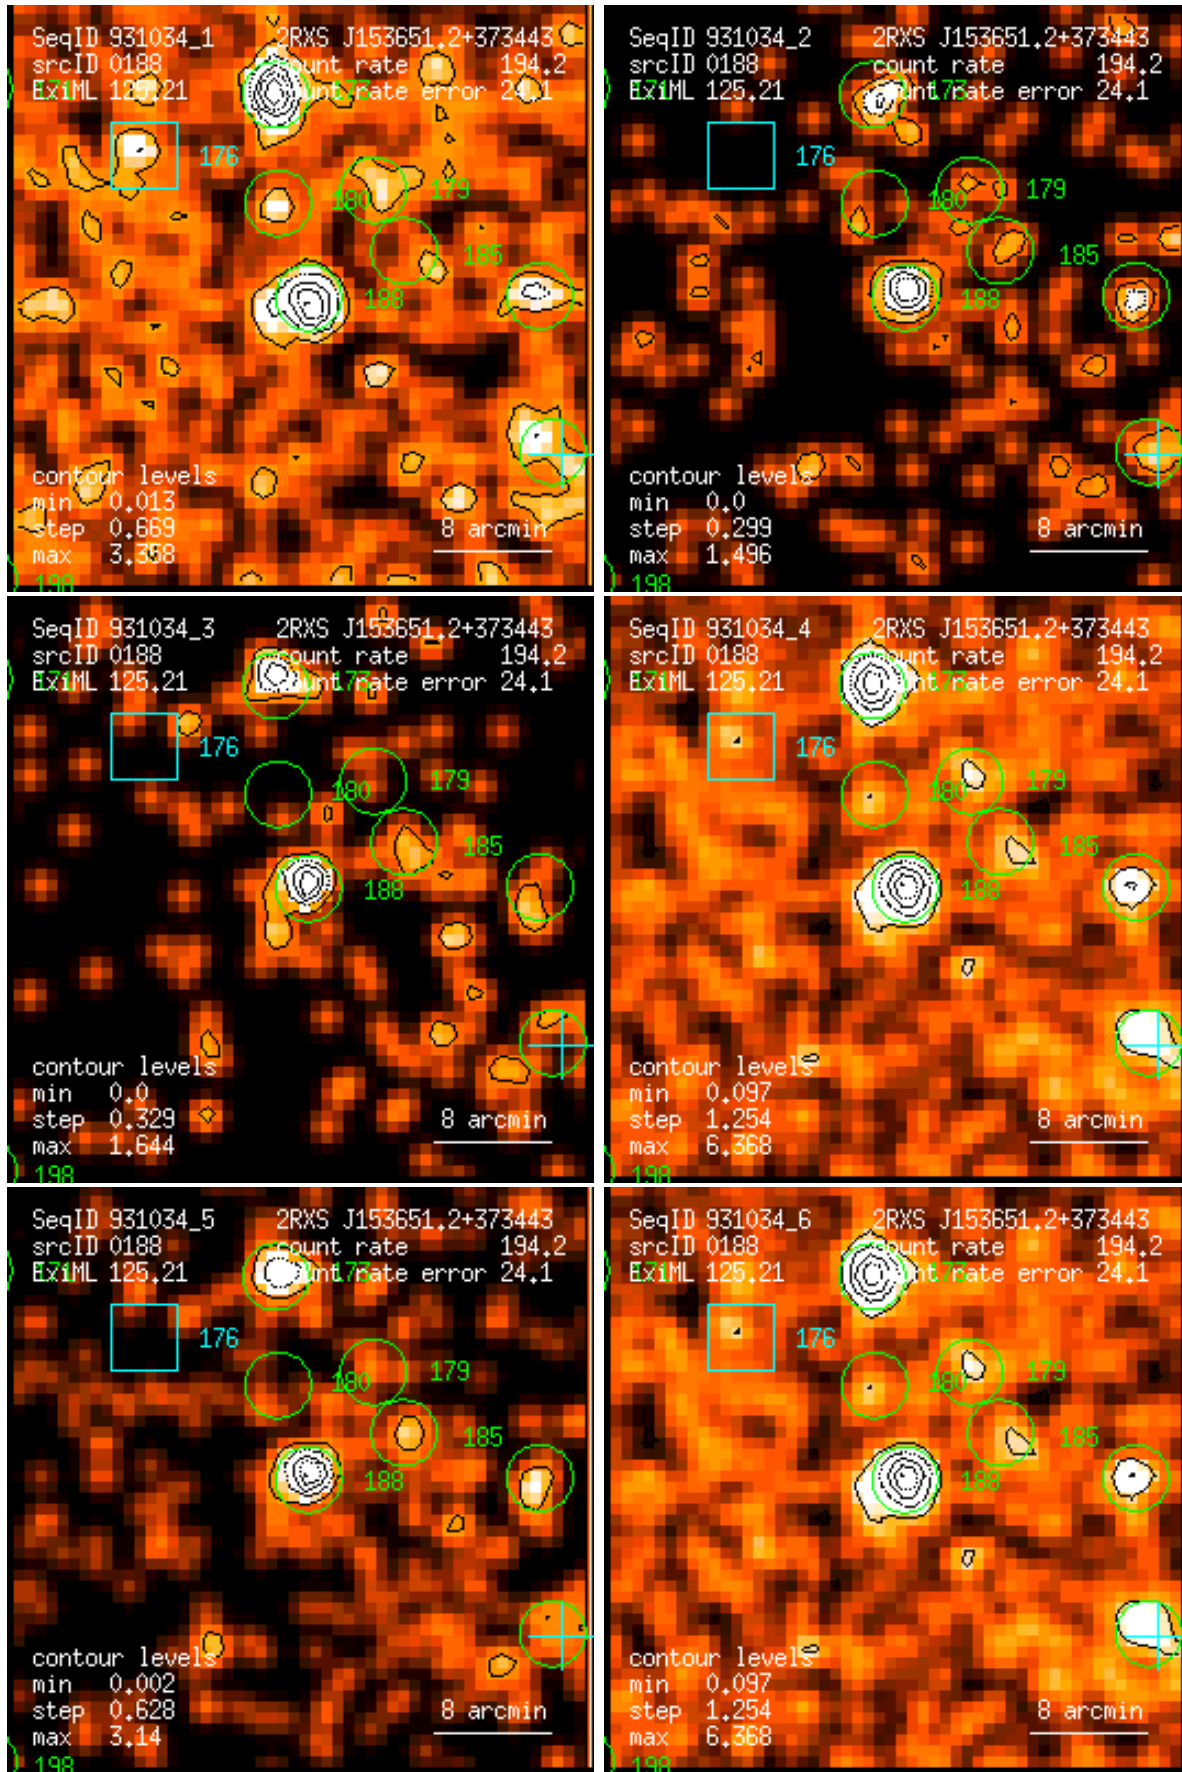 SeqID 931034_1 2RXS J153651.2+373443
srcID 0188 count rate 194.2
ExiML 125.21 count rate error 24.1
173
176
180 179
185
188
contour levels
min 0.013
step 0.669 8 arcmin
max 3.358
198
SeqID 931034_2 2RXS J153651.2+373443
srcID 0188 count rate 194.2
ExiML 125.21 count rate error 24.1
173
176
180 179
185
188
contour levels
min 0.0
step 0.299 8 arcmin
max 1.496
198
SeqID 931034_3 2RXS J153651.2+373443
srcID 0188 count rate 194.2
ExiML 125.21 count rate error 24.1
173
176
180 179
185
188
contour levels
min 0.0
step 0.329 8 arcmin
max 1.644
198
SeqID 931034_4 2RXS J153651.2+373443
srcID 0188 count rate 194.2
ExiML 125.21 count rate error 24.1
173
176
180 179
185
188
contour levels
min 0.097
step 1.254 8 arcmin
max 6.368
198
SeqID 931034_5 2RXS J153651.2+373443
srcID 0188 count rate 194.2
ExiML 125.21 count rate error 24.1
173
176
180 179
185
188
contour levels
min 0.002
step 0.628 8 arcmin
max 3.14
198
SeqID 931034_6 2RXS J153651.2+373443
srcID 0188 count rate 194.2
ExiML 125.21 count rate error 24.1
173
176
180 179
185
188
contour levels
min 0.097
step 1.254 8 arcmin
max 6.368
198